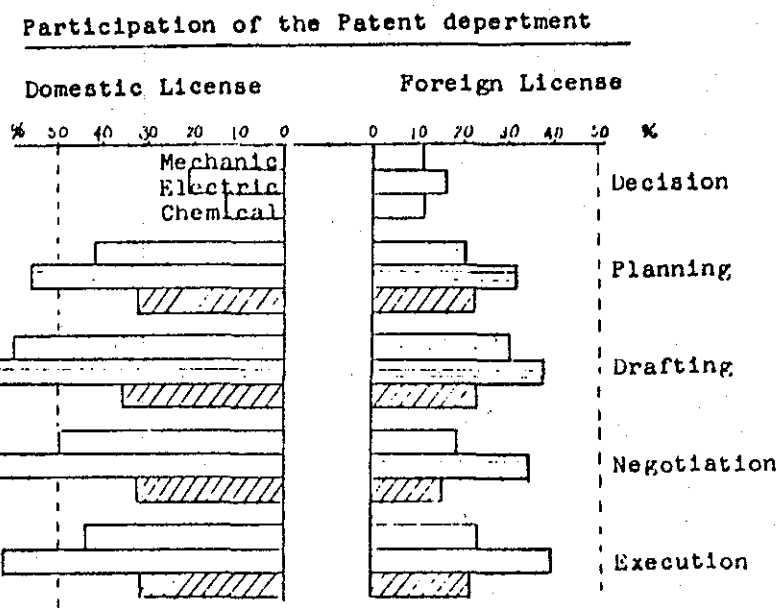 Participation of the Patent depertment
Domestic License
Foreign License
% 50 40 30 20 10 0
0 10 20 30 40 50 %
Mechanic
Electric
Chemical
Decision
Planning
Drafting
Negotiation
Execution